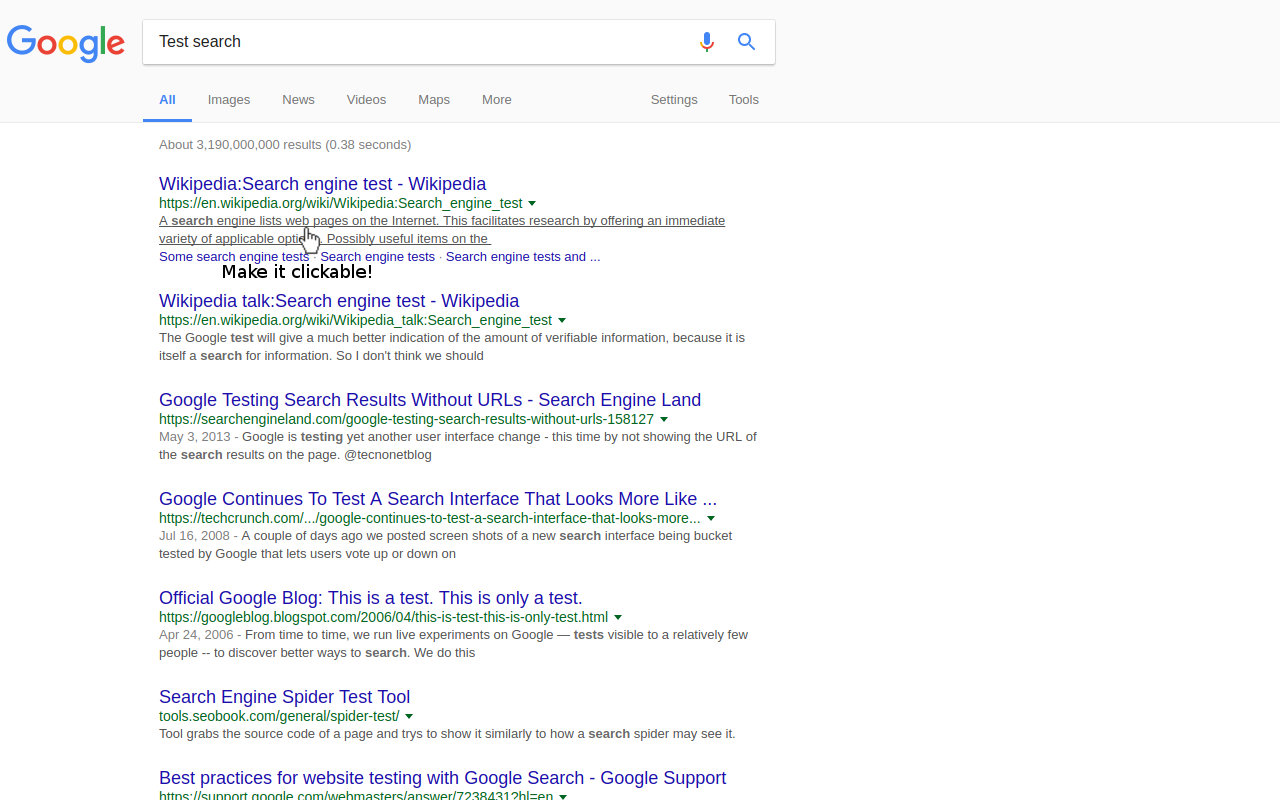 Google
Test search
All Images News Videos Maps More Settings Tools
About 3,190,000,000 results (0.38 seconds)
Wikipedia:Search engine test - Wikipedia
https://en.wikipedia.org/wiki/Wikipedia:Search_engine_test
A search engine lists web pages on the Internet. This facilitates research by offering an immediate
variety of applicable . Possibly useful items on the
Some search engine tests · Search engine tests · Search engine tests and ...
Make it clickable!
Wikipedia talk:Search engine test - Wikipedia
https://en.wikipedia.org/wiki/Wikipedia_talk:Search_engine_test
The Google test will give a much better indication of the amount of verifiable information, because it is
itself a search for information. So I don't think we should
Google Testing Search Results Without URLs - Search Engine Land
https://searchengineland.com/google-testing-search-results-without-urls-158127
May 3, 2013 - Google is testing yet another user interface change - this time by not showing the URL of
the search results on the page. @tecnonetblog
Google Continues To Test A Search Interface That Looks More Like ...
https://techcrunch.com/.../google-continues-to-test-a-search-interface-that-looks-more...
Jul 16, 2008 - A couple of days ago we posted screen shots of a new search interface being bucket
tested by Google that lets users vote up or down on
Official Google Blog: This is a test. This is only a test.
https://googleblog.blogspot.com/2006/04/this-is-test-this-is-only-test.html
Apr 24, 2006 - From time to time, we run live experiments on Google — tests visible to a relatively few
people -- to discover better ways to search. We do this
Search Engine Spider Test Tool
tools.seobook.com/general/spider-test/
Tool grabs the source code of a page and trys to show it similarly to how a search spider may see it.
Best practices for website testing with Google Search - Google Support
https://support.google.com/webmasters/answer/7238431?hl=en